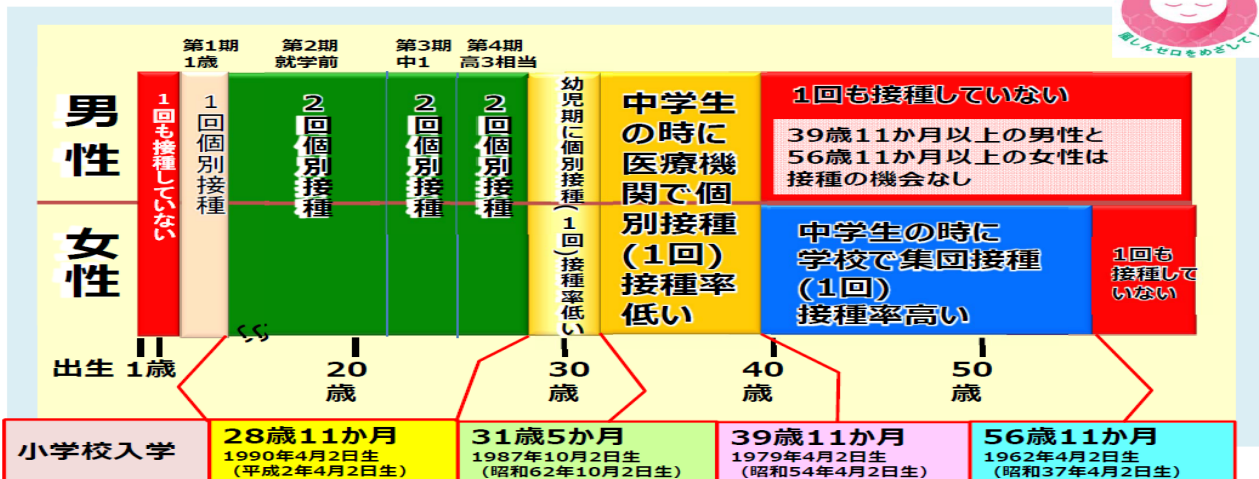 風しんゼロをめざして!
第1期
1歳
第2期
就学前
第3期
中1
第4期
高3相当
男性
女性
1回も接種していない
1回個別接種
2回個別接種
2回個別接種
2回個別接種
幼児期に個別接種(1回)接種率低い
中学生
の時に
医療機
関で個
別接種
(1回)
接種率
低い
1回も接種していない
39歳11か月以上の男性と
56歳11か月以上の女性は
接種の機会なし
中学生の時に
学校で集団接種
(1回)
接種率高い
1回も
接種して
いない
出生 1歳
20
歳
30
歳
40
歳
50
歳
小学校入学
28歳11か月
1990年4月2日生
(平成2年4月2日生)
31歳5か月
1987年10月2日生
(昭和62年10月2日生)
39歳11か月
1979年4月2日生
(昭和54年4月2日生)
56歳11か月
1962年4月2日生
(昭和37年4月2日生)